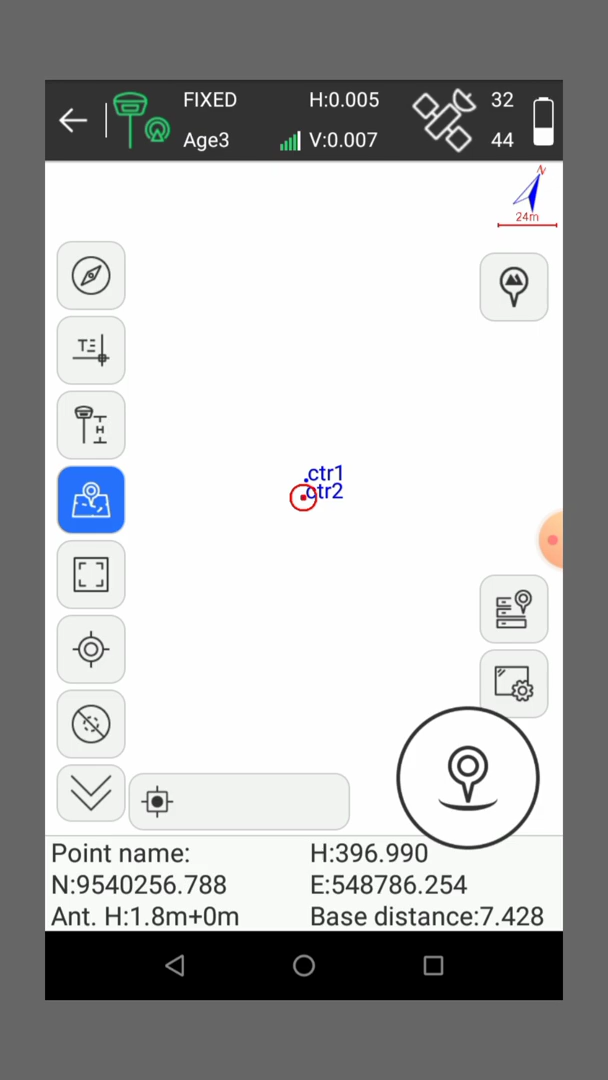 FIXED H:0.005 32
Age3 V:0.007 44
N
24m
TE
H
ctr1
ctr2
Point name: H:396.990
N:9540256.788 E:548786.254
Ant. H:1.8m+0m Base distance:7.428